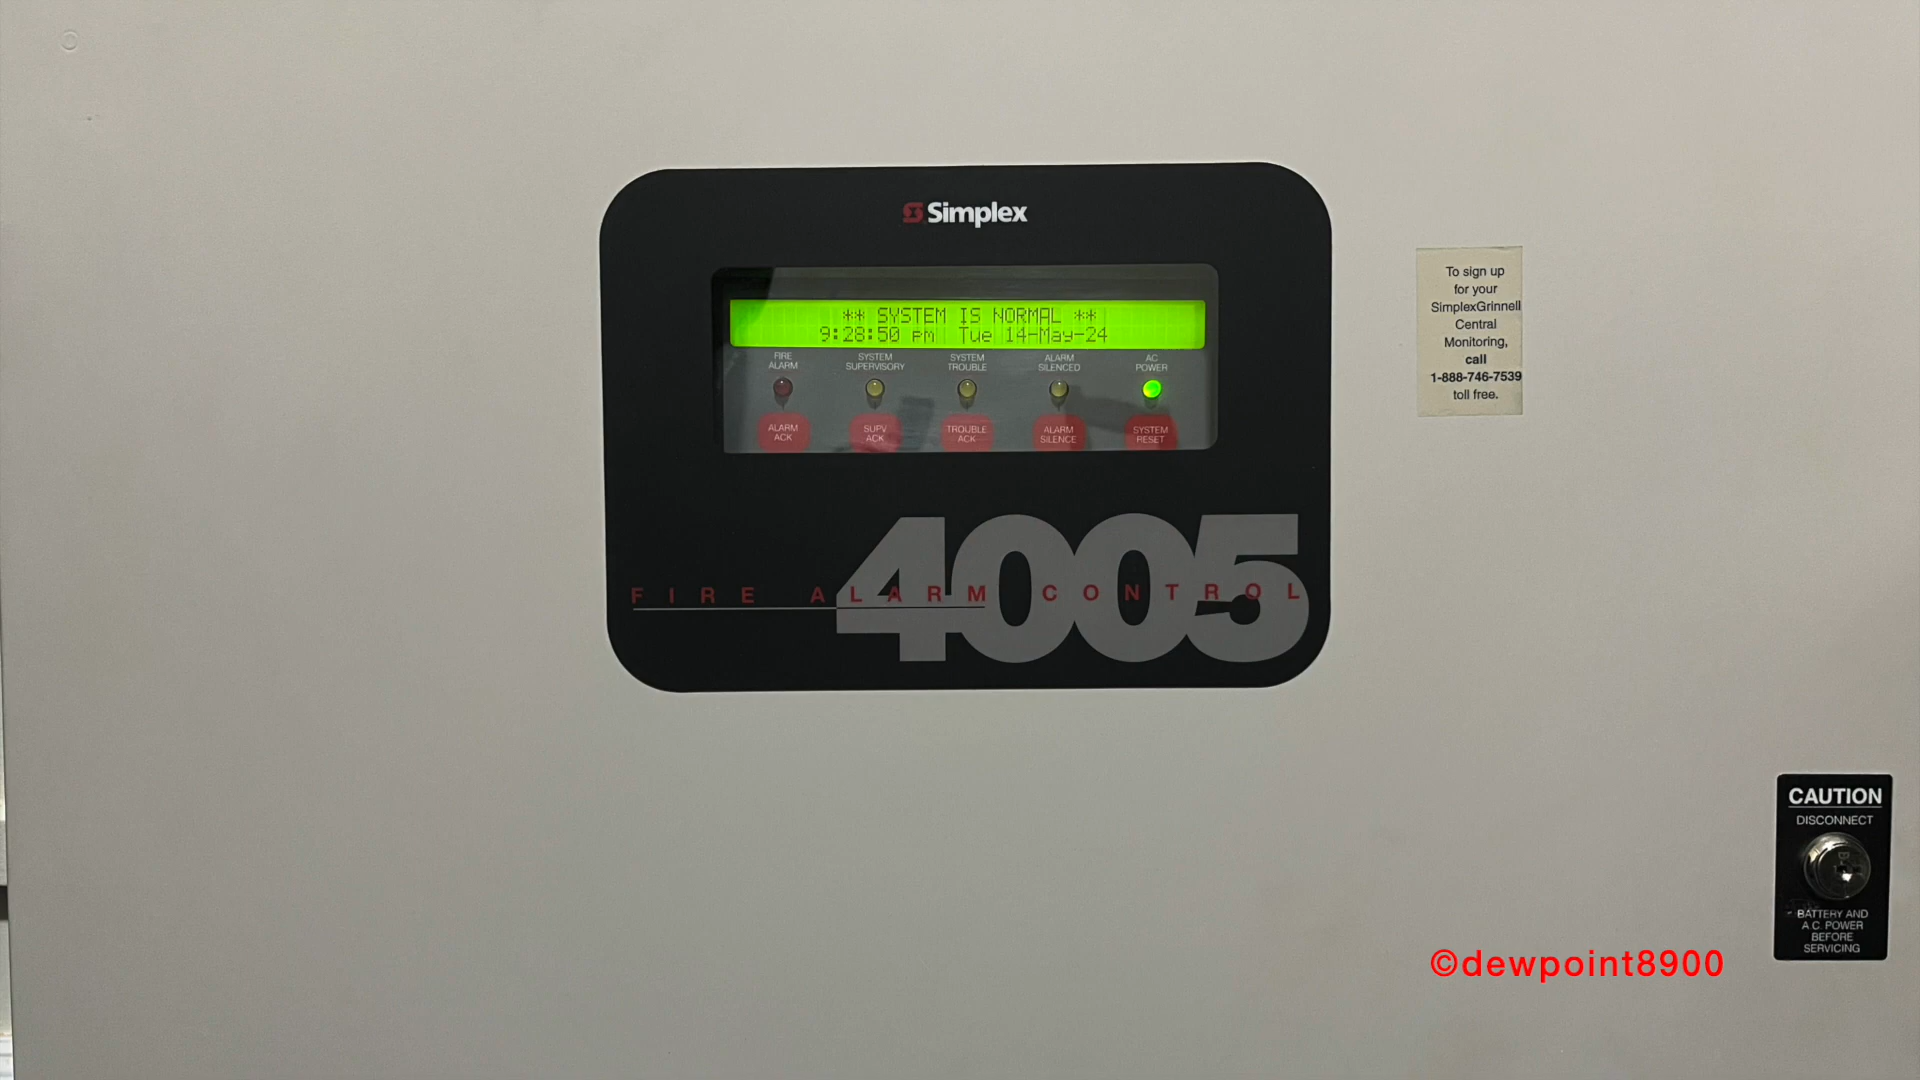 Simplex
** SYSTEM IS NORMAL **
9:28:50 pm Tue 14-May-24
FIRE ALARM
SYSTEM SUPERVISORY
SYSTEM TROUBLE
ALARM SILENCED
AC POWER
ALARM ACK
SUPV ACK
TROUBLE ACK
ALARM SILENCE
SYSTEM RESET
4005
FIRE ALARM CONTROL
To sign up
for your
SimplexGrinnell
Central
Monitoring,
call
1-888-746-7539
toll free.
CAUTION
DISCONNECT
BATTERY AND
A.C. POWER
BEFORE
SERVICING
©dewpoint8900